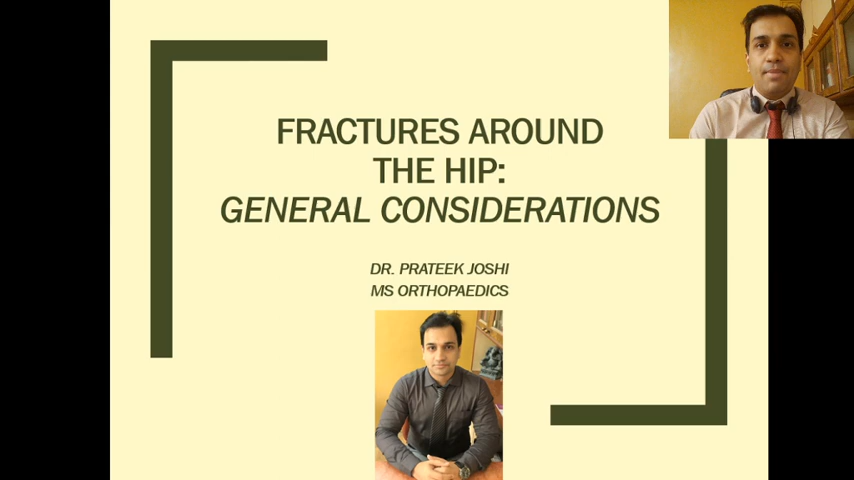 FRACTURES AROUND
THE HIP:
GENERAL CONSIDERATIONS
DR. PRATEEK JOSHI
MS ORTHOPAEDICS